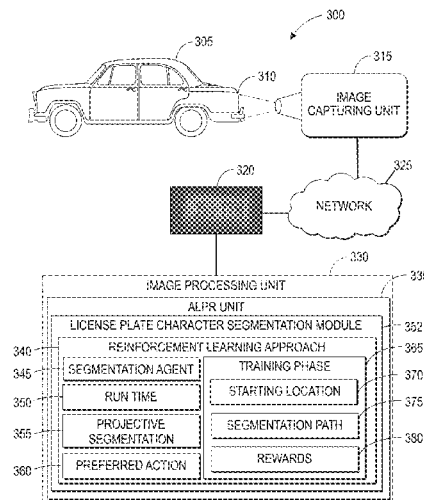 300
305
310
315
IMAGE
CAPTURING UNIT
320
325
NETWORK
330
IMAGE PROCESSING UNIT
335
ALPR UNIT
LICENSE PLATE CHARACTER SEGMENTATION MODULE
362
340
REINFORCEMENT LEARNING APPROACH
365
345
SEGMENTATION AGENT
TRAINING PHASE
370
350
RUN TIME
STARTING LOCATION
375
355
PROJECTIVE
SEGMENTATION
SEGMENTATION PATH
380
360
PREFERRED ACTION
REWARDS